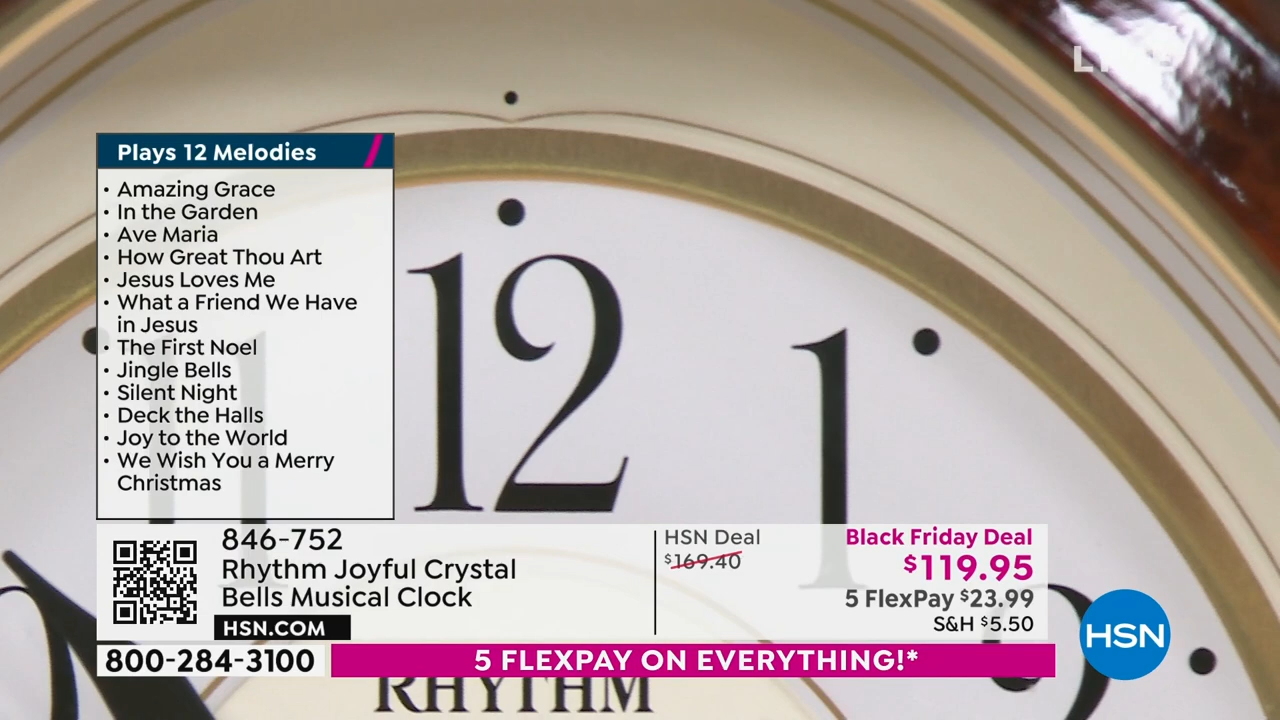 LIVE
Plays 12 Melodies
• Amazing Grace
• In the Garden
• Ave Maria
• How Great Thou Art
• Jesus Loves Me
• What a Friend We Have
in Jesus
• The First Noel
• Jingle Bells
• Silent Night
• Deck the Halls
• Joy to the World
• We Wish You a Merry
Christmas
11
12
1
2
846-752
Rhythm Joyful Crystal
Bells Musical Clock
HSN.COM
HSN Deal
$169.40
Black Friday Deal
$119.95
5 FlexPay $23.99
S&H $5.50
HSN
800-284-3100
5 FLEXPAY ON EVERYTHING!*
RHYTHM